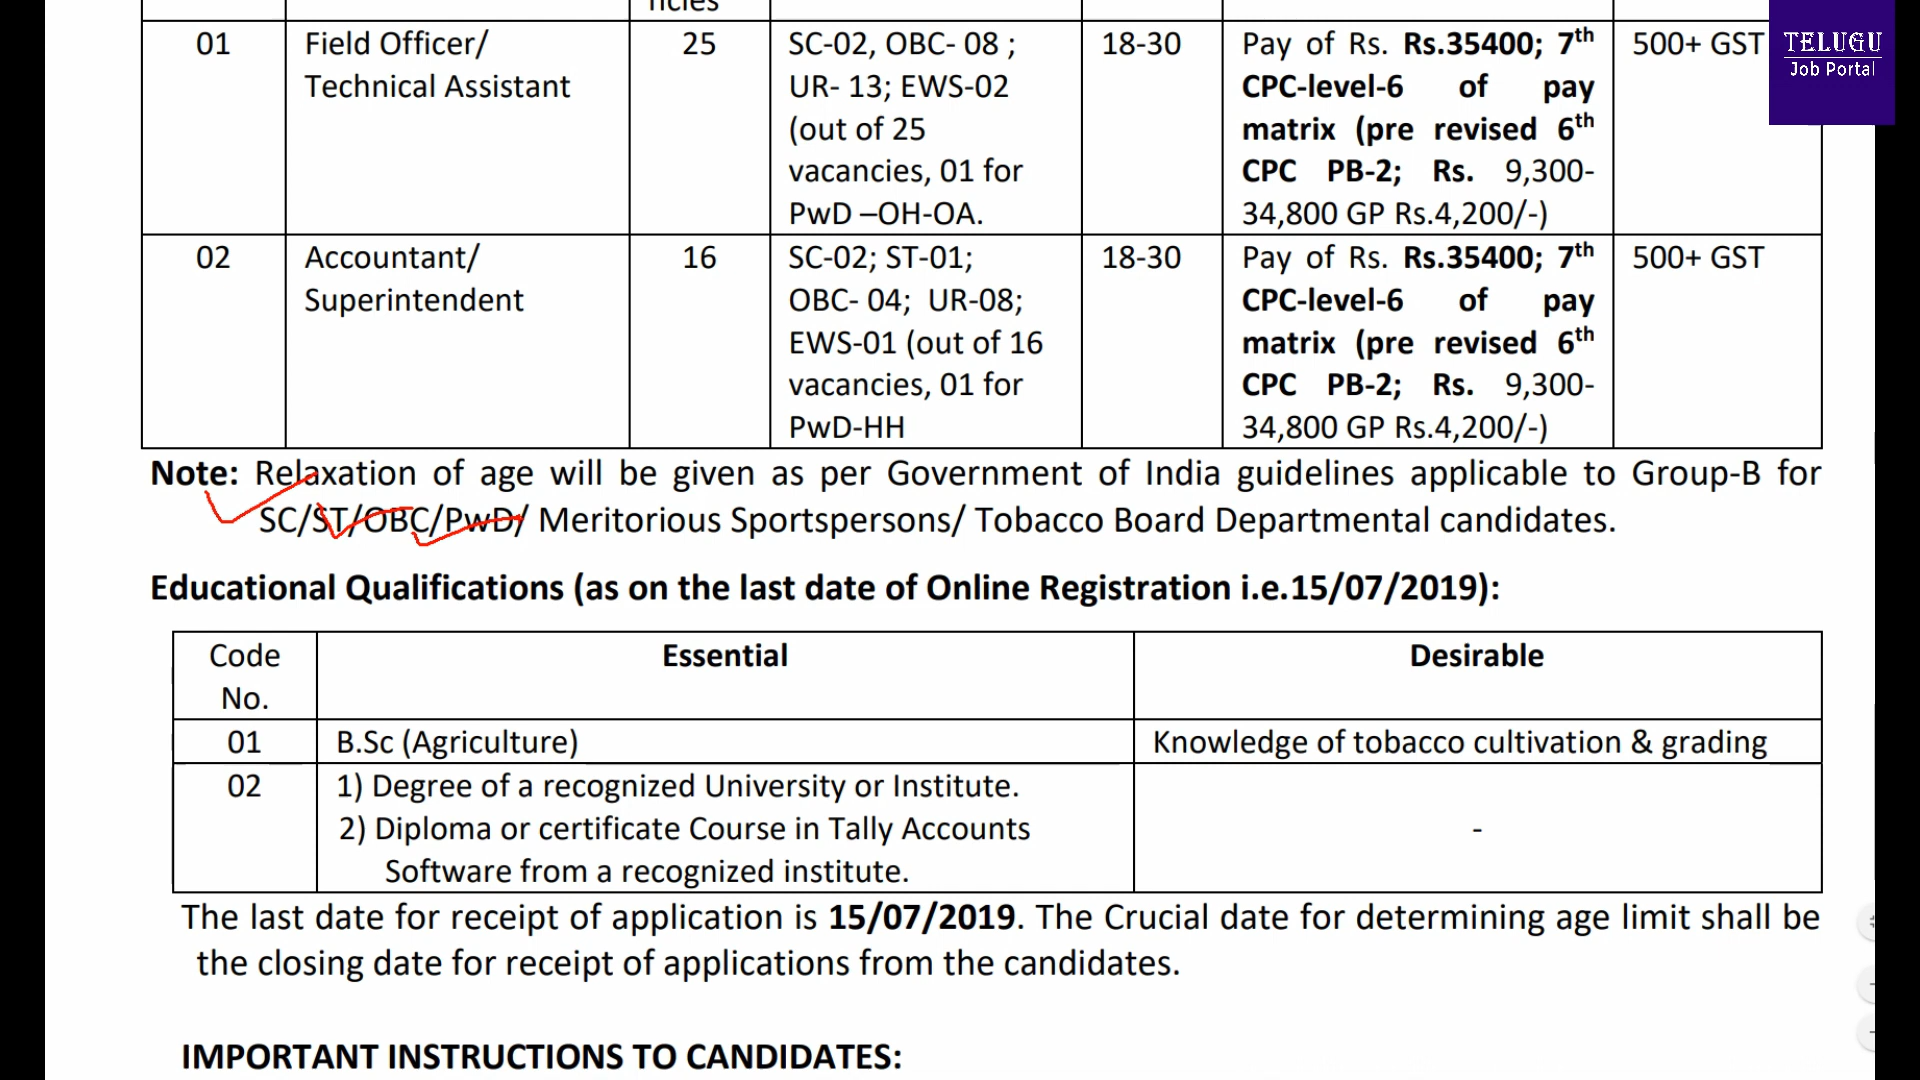 ncies
01 Field Officer/ 25 SC-02, OBC- 08 ; 18-30 Pay of Rs. Rs.35400; 7th 500+ GST
Technical Assistant UR- 13; EWS-02 CPC-level-6 of pay
(out of 25 matrix (pre revised 6th
vacancies, 01 for CPC PB-2; Rs. 9,300-
PwD –OH-OA. 34,800 GP Rs.4,200/-)
02 Accountant/ 16 SC-02; ST-01; 18-30 Pay of Rs. Rs.35400; 7th 500+ GST
Superintendent OBC- 04; UR-08; CPC-level-6 of pay
EWS-01 (out of 16 matrix (pre revised 6th
vacancies, 01 for CPC PB-2; Rs. 9,300-
PwD-HH 34,800 GP Rs.4,200/-)
TELUGU
Job Portal
Note: Relaxation of age will be given as per Government of India guidelines applicable to Group-B for
SC/ST/OBC/PwD/ Meritorious Sportspersons/ Tobacco Board Departmental candidates.
Educational Qualifications (as on the last date of Online Registration i.e.15/07/2019):
Code Essential Desirable
No.
01 B.Sc (Agriculture) Knowledge of tobacco cultivation & grading
02 1) Degree of a recognized University or Institute.
2) Diploma or certificate Course in Tally Accounts -
Software from a recognized institute.
The last date for receipt of application is 15/07/2019. The Crucial date for determining age limit shall be
the closing date for receipt of applications from the candidates.
IMPORTANT INSTRUCTIONS TO CANDIDATES: